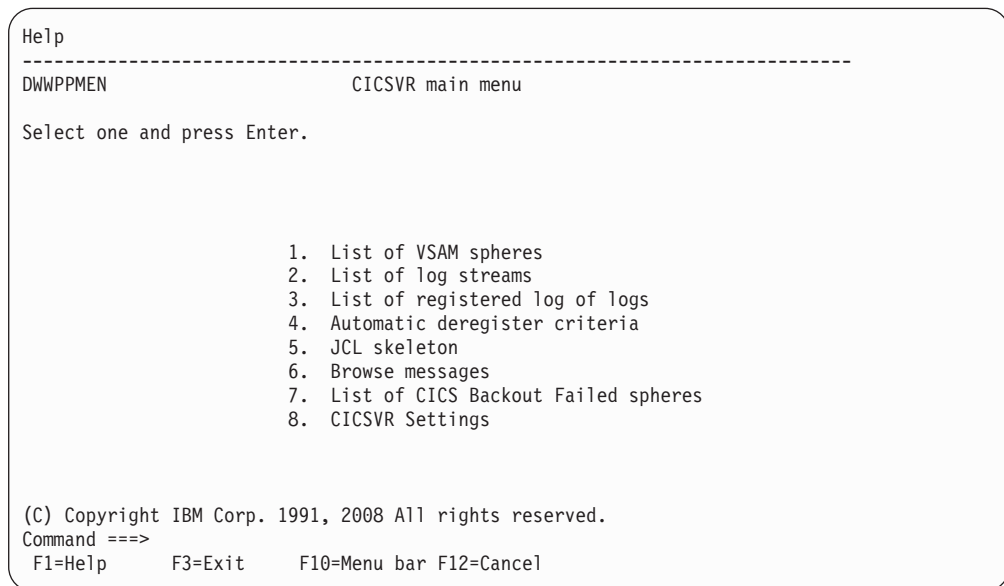 Help
-------------------------------------------------------------------------------
DWWPPMEN CICSVR main menu
Select one and press Enter.
1. List of VSAM spheres
2. List of log streams
3. List of registered log of logs
4. Automatic deregister criteria
5. JCL skeleton
6. Browse messages
7. List of CICS Backout Failed spheres
8. CICSVR Settings
(C) Copyright IBM Corp. 1991, 2008 All rights reserved.
Command ===>
F1=Help F3=Exit F10=Menu bar F12=Cancel